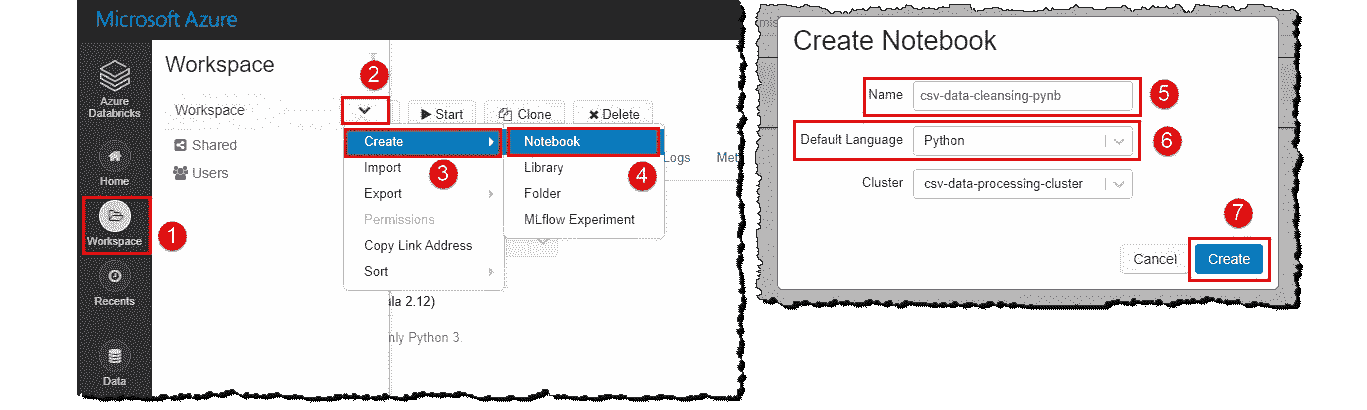 Microsoft Azure
Azure
Databricks
Home
Workspace
Recents
Data
1
Workspace
2
Workspace
Shared
Users
Start
Clone
Delete
Create
Import
Export
Permissions
Copy Link Address
Sort
3
Notebook
Library
Folder
MLflow Experiment
4
Logs
Met
ala 2.12)
nly Python 3.
Create Notebook
Name
csv-data-cleansing-pynb
5
Default Language
Python
6
Cluster
csv-data-processing-cluster
7
Cancel
Create